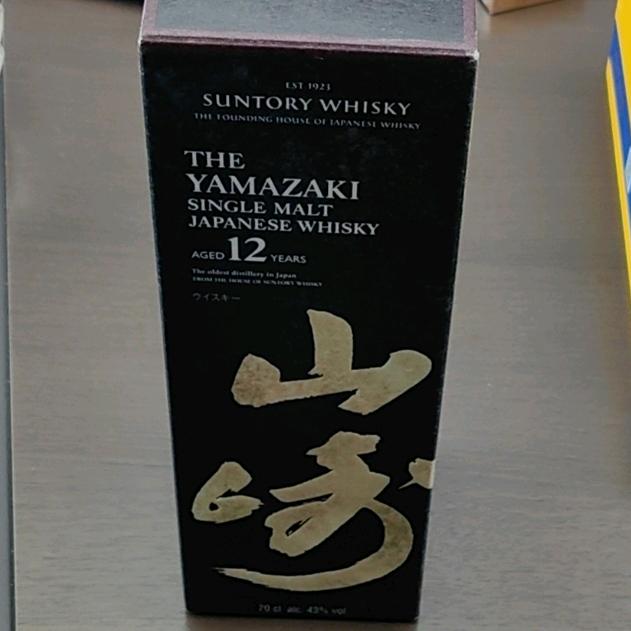 EST 1923
SUNTORY WHISKY
THE FOUNDING HOUSE OF JAPANESE WHISKY
THE
YAMAZAKI
SINGLE MALT
JAPANESE WHISKY
AGED 12 YEARS
The oldest distillery in Japan
FROM THE HOUSE OF SUNTORY WHISKY
ウイスキー
山
崎
70 cl alc. 43% vol